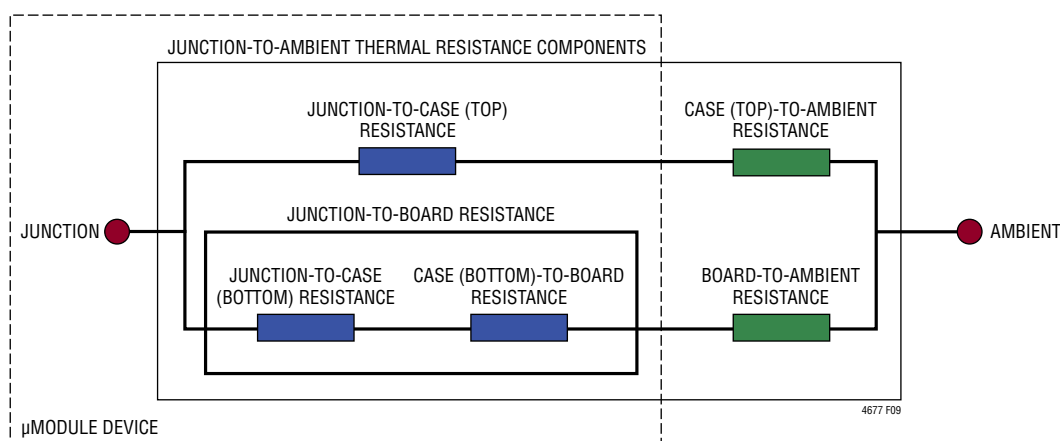 JUNCTION-TO-AMBIENT THERMAL RESISTANCE COMPONENTS
JUNCTION-TO-CASE (TOP)
RESISTANCE
CASE (TOP)-TO-AMBIENT
RESISTANCE
JUNCTION-TO-BOARD RESISTANCE
JUNCTION
AMBIENT
JUNCTION-TO-CASE
(BOTTOM) RESISTANCE
CASE (BOTTOM)-TO-BOARD
RESISTANCE
BOARD-TO-AMBIENT
RESISTANCE
4677 F09
µMODULE DEVICE